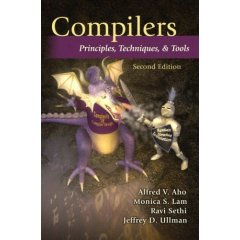 Compilers
Principles, Techniques, & Tools
Second Edition
Alfred V. Aho
Monica S. Lam
Ravi Sethi
Jeffrey D. Ullman